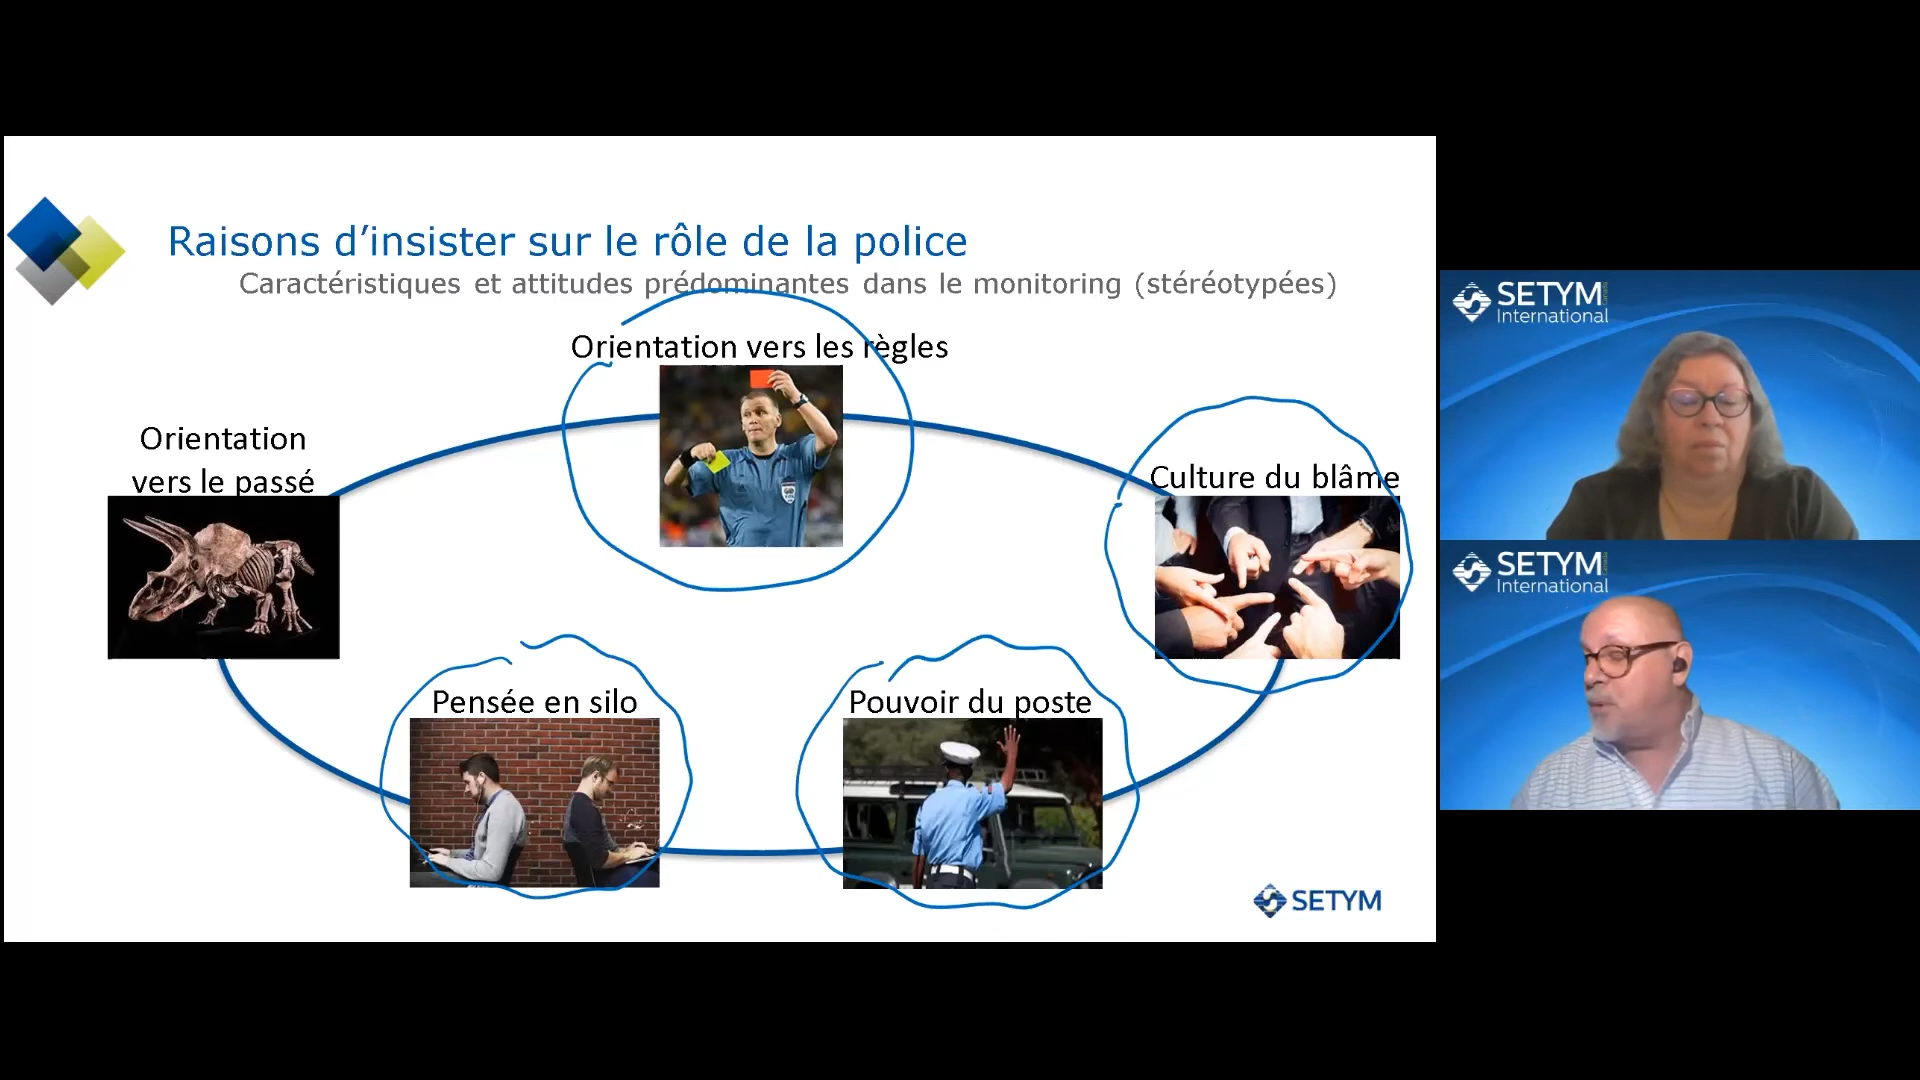 Raisons d’insister sur le rôle de la police
Caractéristiques et attitudes prédominantes dans le monitoring (stéréotypées)
Orientation vers les règles
Orientation
vers le passé
Culture du blâme
Pensée en silo
Pouvoir du poste
SETYM
SETYM
International
SETYM
International